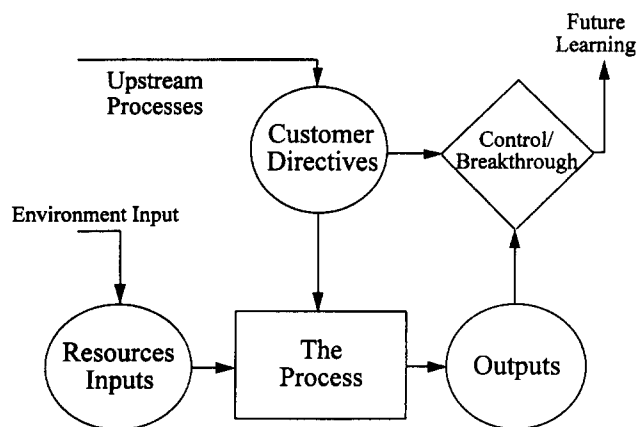 Future
Learning
Upstream
Processes
Customer
Directives
Control/
Breakthrough
Environment Input
Resources
Inputs
The
Process
Outputs